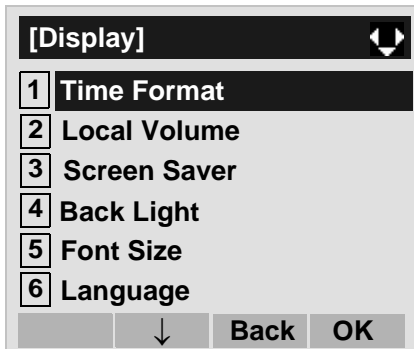 [Display]
1 Time Format
2 Local Volume
3 Screen Saver
4 Back Light
5 Font Size
6 Language
↓ Back OK